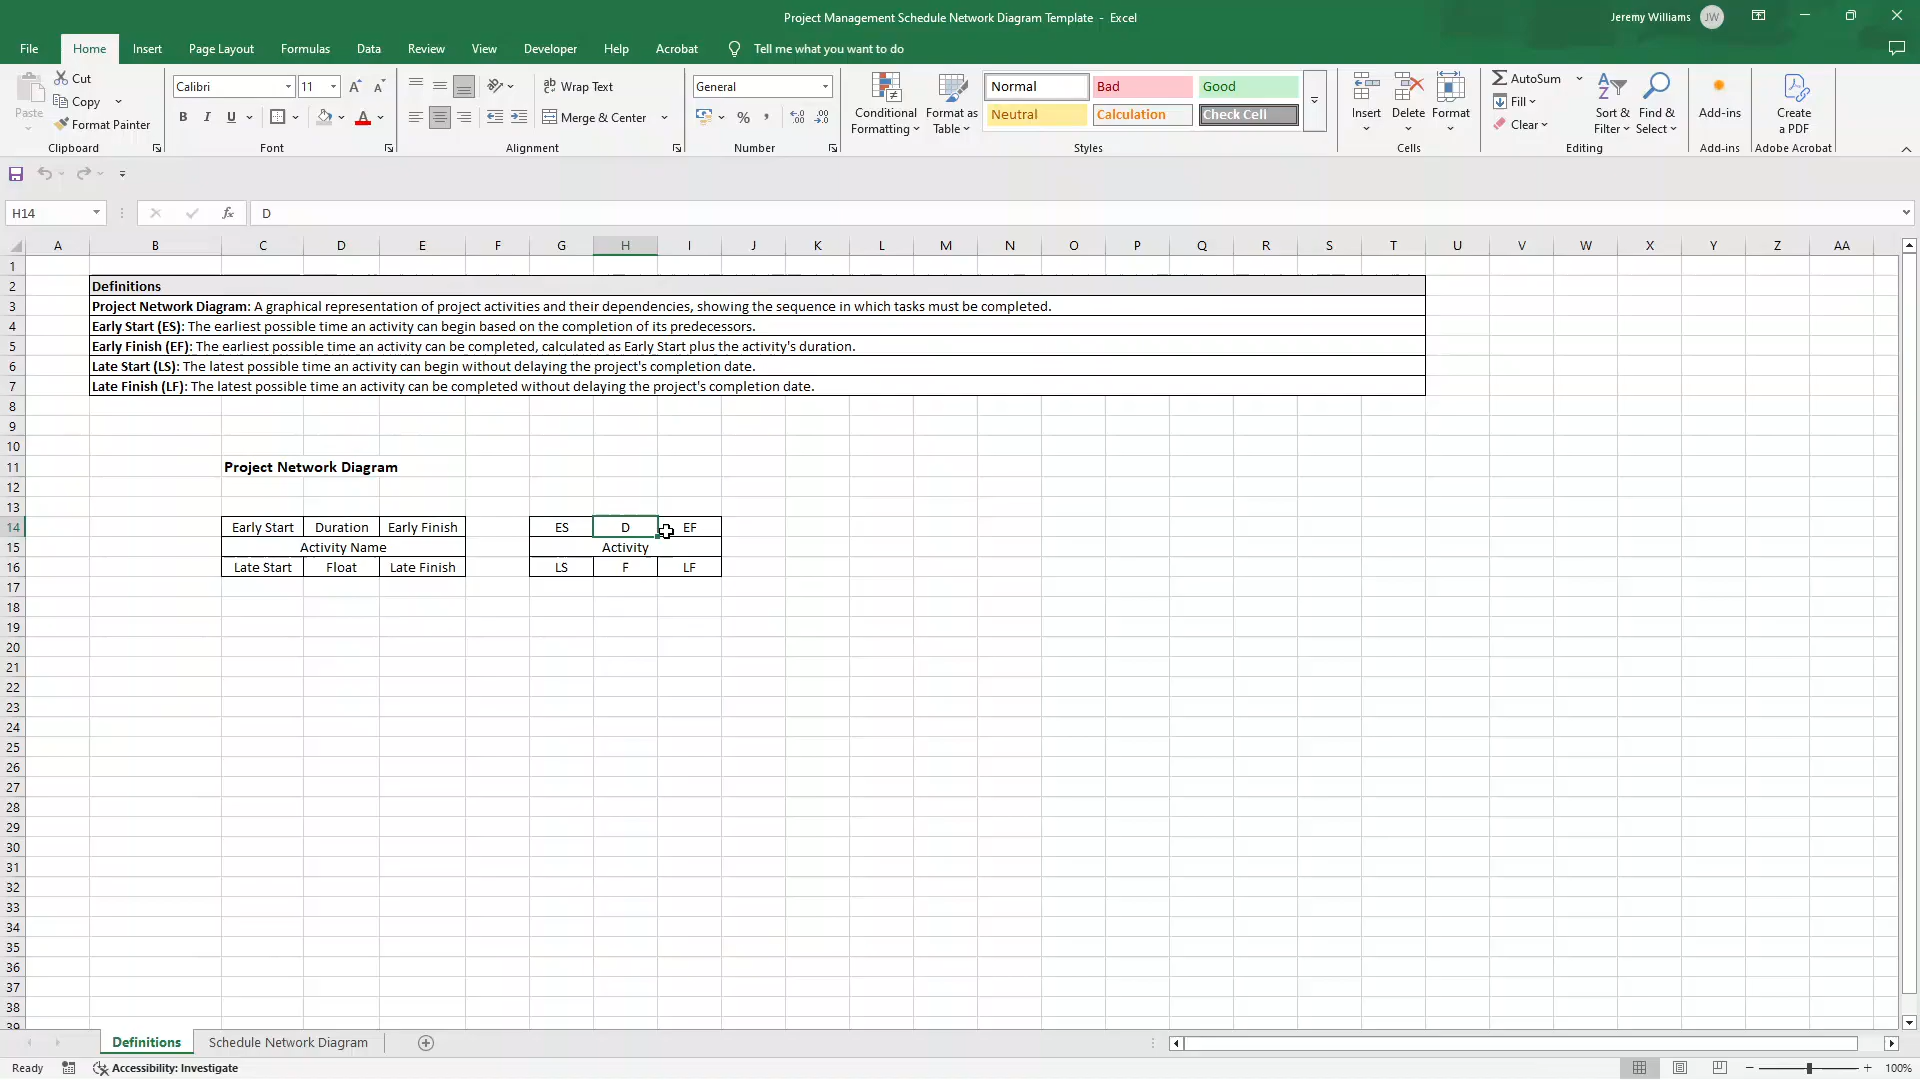 Project Management Schedule Network Diagram Template - Excel
Jeremy Williams JW
File Home Insert Page Layout Formulas Data Review View Developer Help Acrobat Tell me what you want to do
Paste
Cut
Copy
Format Painter
Clipboard
Calibri 11
B I U
Font
Wrap Text
Merge & Center
Alignment
General
Number
Conditional Formatting
Format as Table
Normal Bad Good
Neutral Calculation Check Cell
Styles
Insert Delete Format
Cells
AutoSum
Fill
Clear
Sort & Filter
Find & Select
Editing
Add-ins
Add-ins
Create a PDF
Adobe Acrobat
H14 fx D
A B C D E F G H I J K L M N O P Q R S T U V W X Y Z AA
1
2 Definitions
3 Project Network Diagram: A graphical representation of project activities and their dependencies, showing the sequence in which tasks must be completed.
4 Early Start (ES): The earliest possible time an activity can begin based on the completion of its predecessors.
5 Early Finish (EF): The earliest possible time an activity can be completed, calculated as Early Start plus the activity's duration.
6 Late Start (LS): The latest possible time an activity can begin without delaying the project's completion date.
7 Late Finish (LF): The latest possible time an activity can be completed without delaying the project's completion date.
8
9
10
11 Project Network Diagram
12
13
14 Early Start Duration Early Finish ES D EF
15 Activity Name Activity
16 Late Start Float Late Finish LS F LF
17
18
19
20
21
22
23
24
25
26
27
28
29
30
31
32
33
34
35
36
37
38
39
Definitions Schedule Network Diagram
Ready Accessibility: Investigate 100%